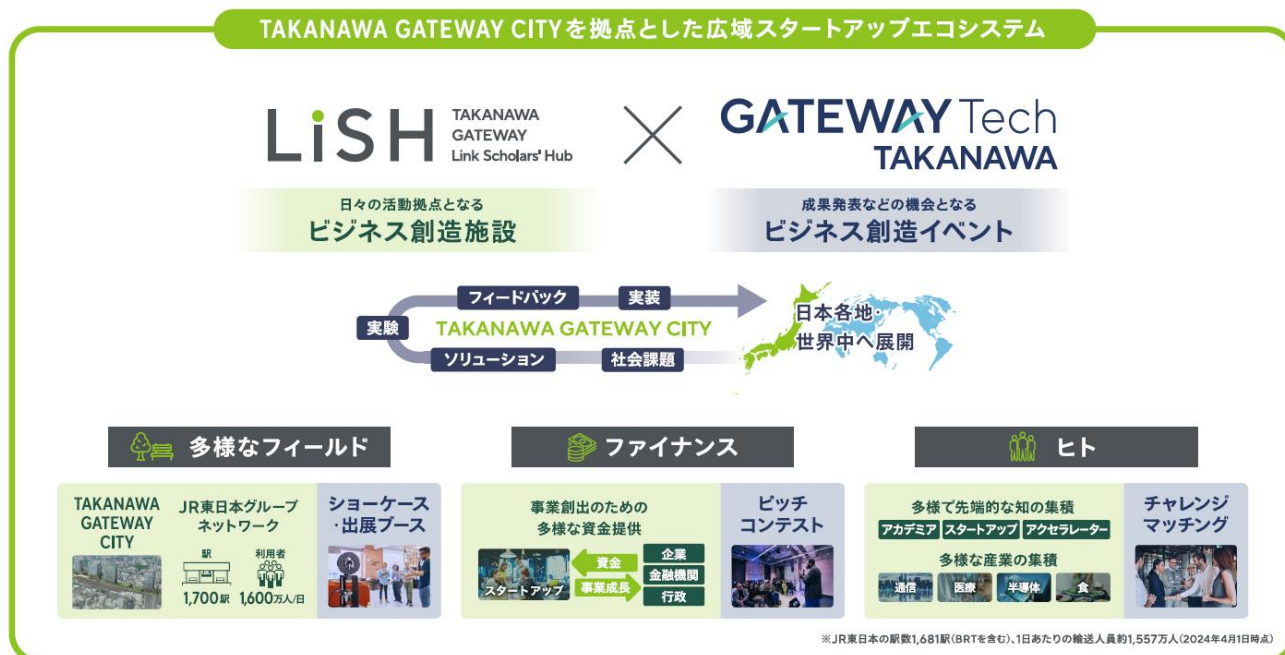 TAKANAWA GATEWAY CITYを拠点とした広域スタートアップエコシステム
LiSH
TAKANAWA
GATEWAY
Link Scholars' Hub
GATEWAY Tech
TAKANAWA
日々の活動拠点となる
ビジネス創造施設
成果発表などの機会となる
ビジネス創造イベント
フィードバック
実装
実験
TAKANAWA GATEWAY CITY
ソリューション
社会課題
日本各地・
世界中へ展開
多様なフィールド
TAKANAWA
GATEWAY
CITY
JR東日本グループ
ネットワーク
駅
1,700駅
利用者
1,600万人/日
ショーケース
・出展ブース
ファイナンス
事業創出のための
多様な資金提供
スタートアップ
資金
事業成長
企業
金融機関
行政
ピッチ
コンテスト
ヒト
多様で先端的な知の集積
アカデミア
スタートアップ
アクセラレーター
多様な産業の集積
通信
医療
半導体
食
チャレンジ
マッチング
※JR東日本の駅数1,681駅(BRTを含む)、1日あたりの輸送人員約1,557万人(2024年4月1日時点)